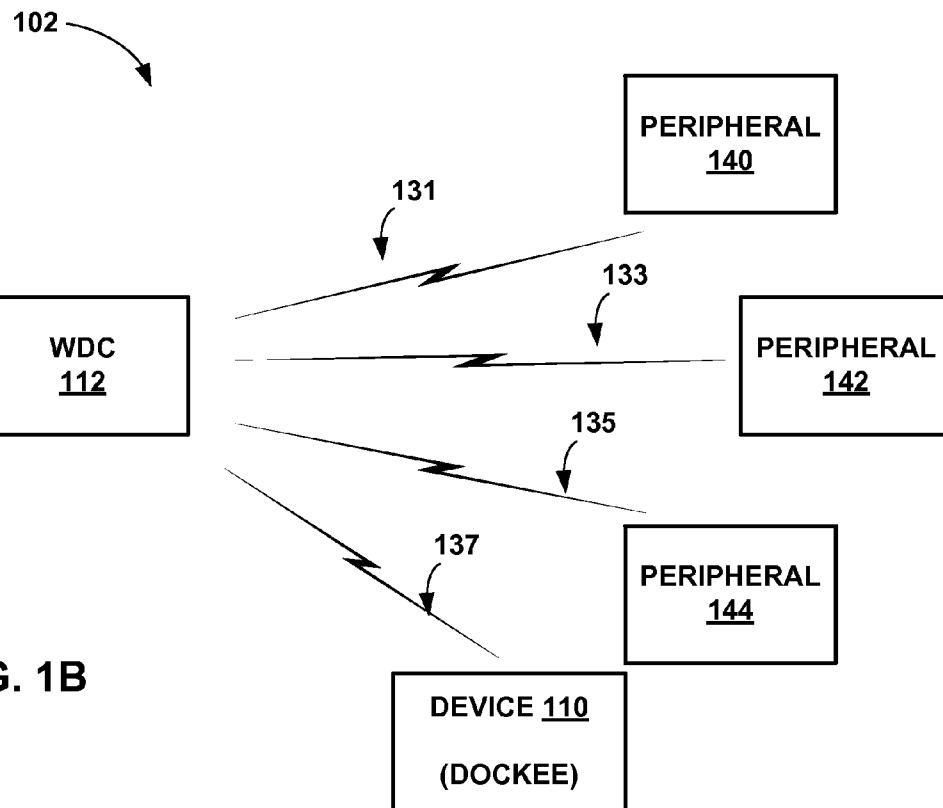 102
PERIPHERAL
140
131
133
WDC
112
PERIPHERAL
142
135
137
PERIPHERAL
144
G. 1B
DEVICE 110
(DOCKEE)